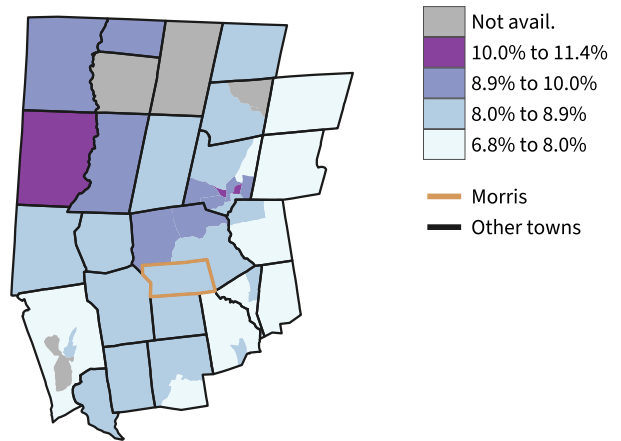 Not avail.
10.0% to 11.4%
8.9% to 10.0%
8.0% to 8.9%
6.8% to 8.0%
Morris
Other towns